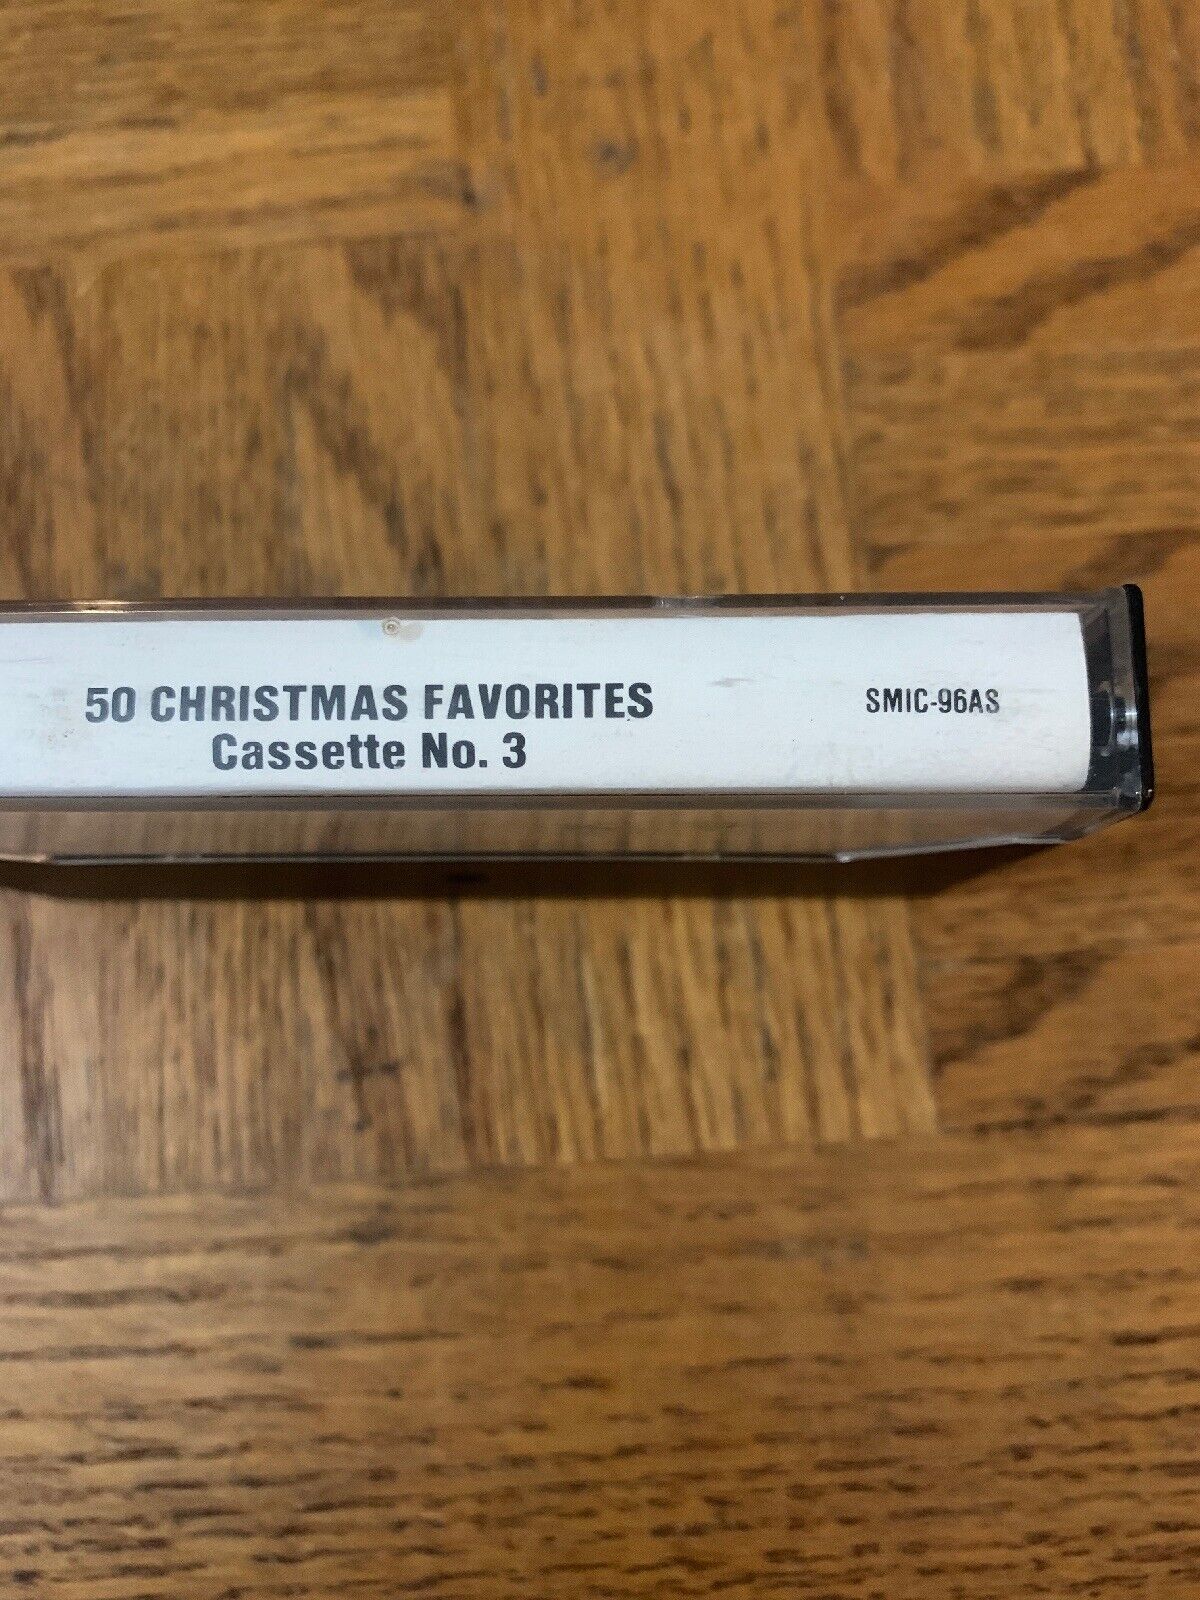 50 CHRISTMAS FAVORITES
Cassette No. 3
SMIC-96AS